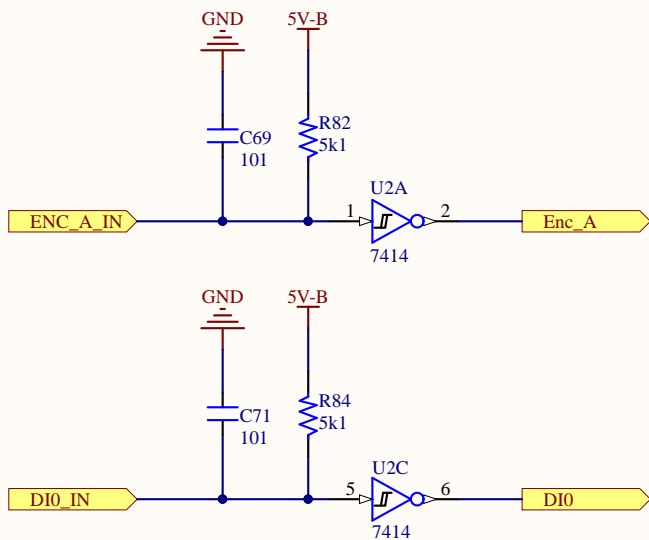 GND
5V-B
C69
101
R82
5k1
U2A
ENC_A_IN
1
2
Enc_A
7414
GND
5V-B
C71
101
R84
5k1
U2C
DI0_IN
5
6
DI0
7414